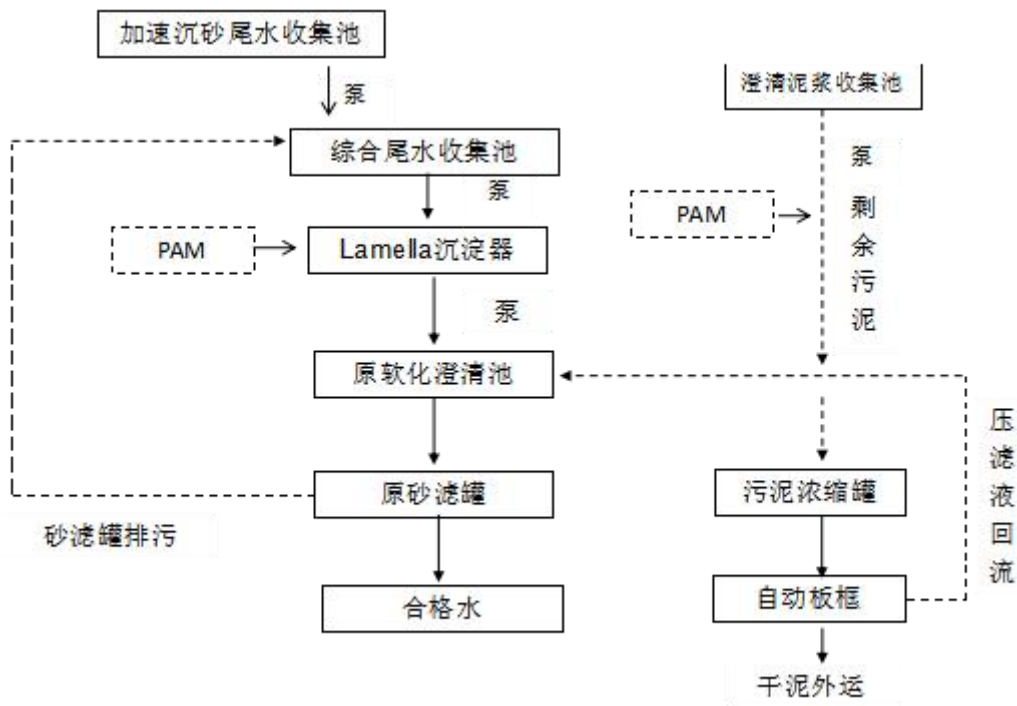 加速沉砂尾水收集池
泵
综合尾水收集池
泵
PAM
Lamella沉淀器
泵
原软化澄清池
原砂滤罐
砂滤罐排污
合格水
澄清泥浆收集池
泵
PAM
剩余污泥
污泥浓缩罐
自动板框
压滤液回流
干泥外运